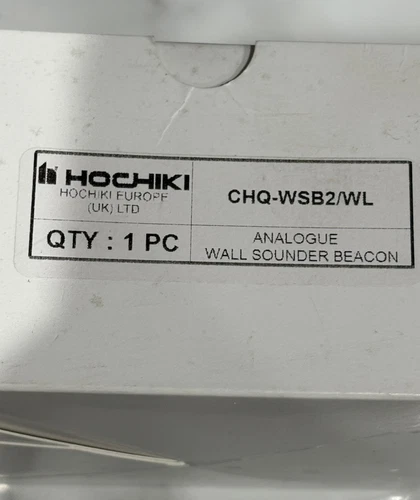 HOCHIKI
HOCHIKI EUROPE
(UK) LTD
CHQ-WSB2/WL
QTY : 1 PC
ANALOGUE
WALL SOUNDER BEACON